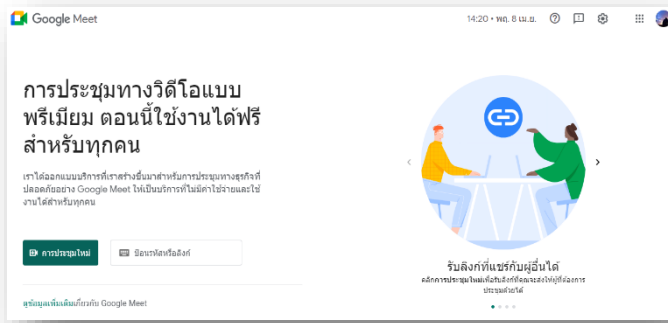 Google Meet
14:20 • พฤ. 8 เม.ย.
การประชุมทางวิดีโอแบบ
พรีเมียม ตอนนี้ใช้งานได้ฟรี
สำหรับทุกคน
เราได้ออกแบบบริการที่เราสร้างขึ้นมาสำหรับการประชุมทางธุรกิจที่
ปลอดภัยอย่าง Google Meet ให้เป็นบริการที่ไม่มีค่าใช้จ่ายและใช้
งานได้สำหรับทุกคน
การประชุมใหม่
ป้อนรหัสหรือลิงก์
ดูข้อมูลเพิ่มเติมเกี่ยวกับ Google Meet
รับลิงก์ที่แชร์กับผู้อื่นได้
คลิกการประชุมใหม่เพื่อรับลิงก์ที่คุณจะส่งให้ผู้ที่ต้องการ
ประชุมด้วยได้